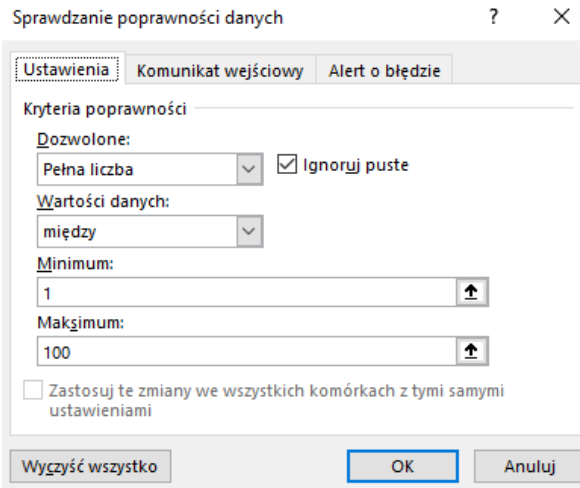 Sprawdzanie poprawności danych ? ×
Ustawienia Komunikat wejściowy Alert o błędzie
Kryteria poprawności
Dozwolone:
Pełna liczba Ignoruj puste
Wartości danych:
między
Minimum:
1
Maksimum:
100
Zastosuj te zmiany we wszystkich komórkach z tymi samymi
ustawieniami
Wyczyść wszystko OK Anuluj